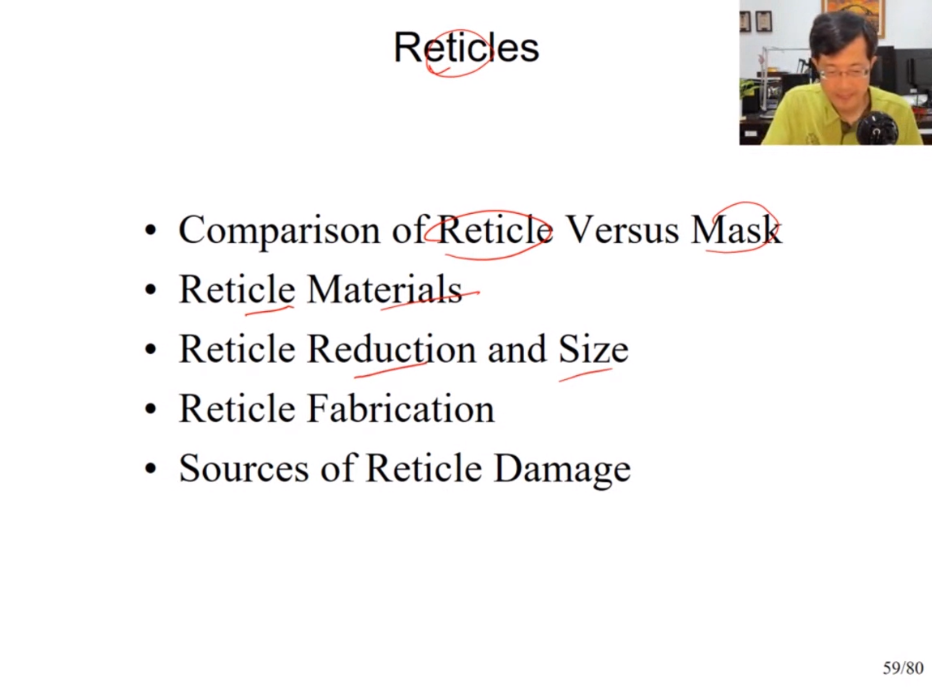 Reticles
• Comparison of Reticle Versus Mask
• Reticle Materials
• Reticle Reduction and Size
• Reticle Fabrication
• Sources of Reticle Damage
59/80